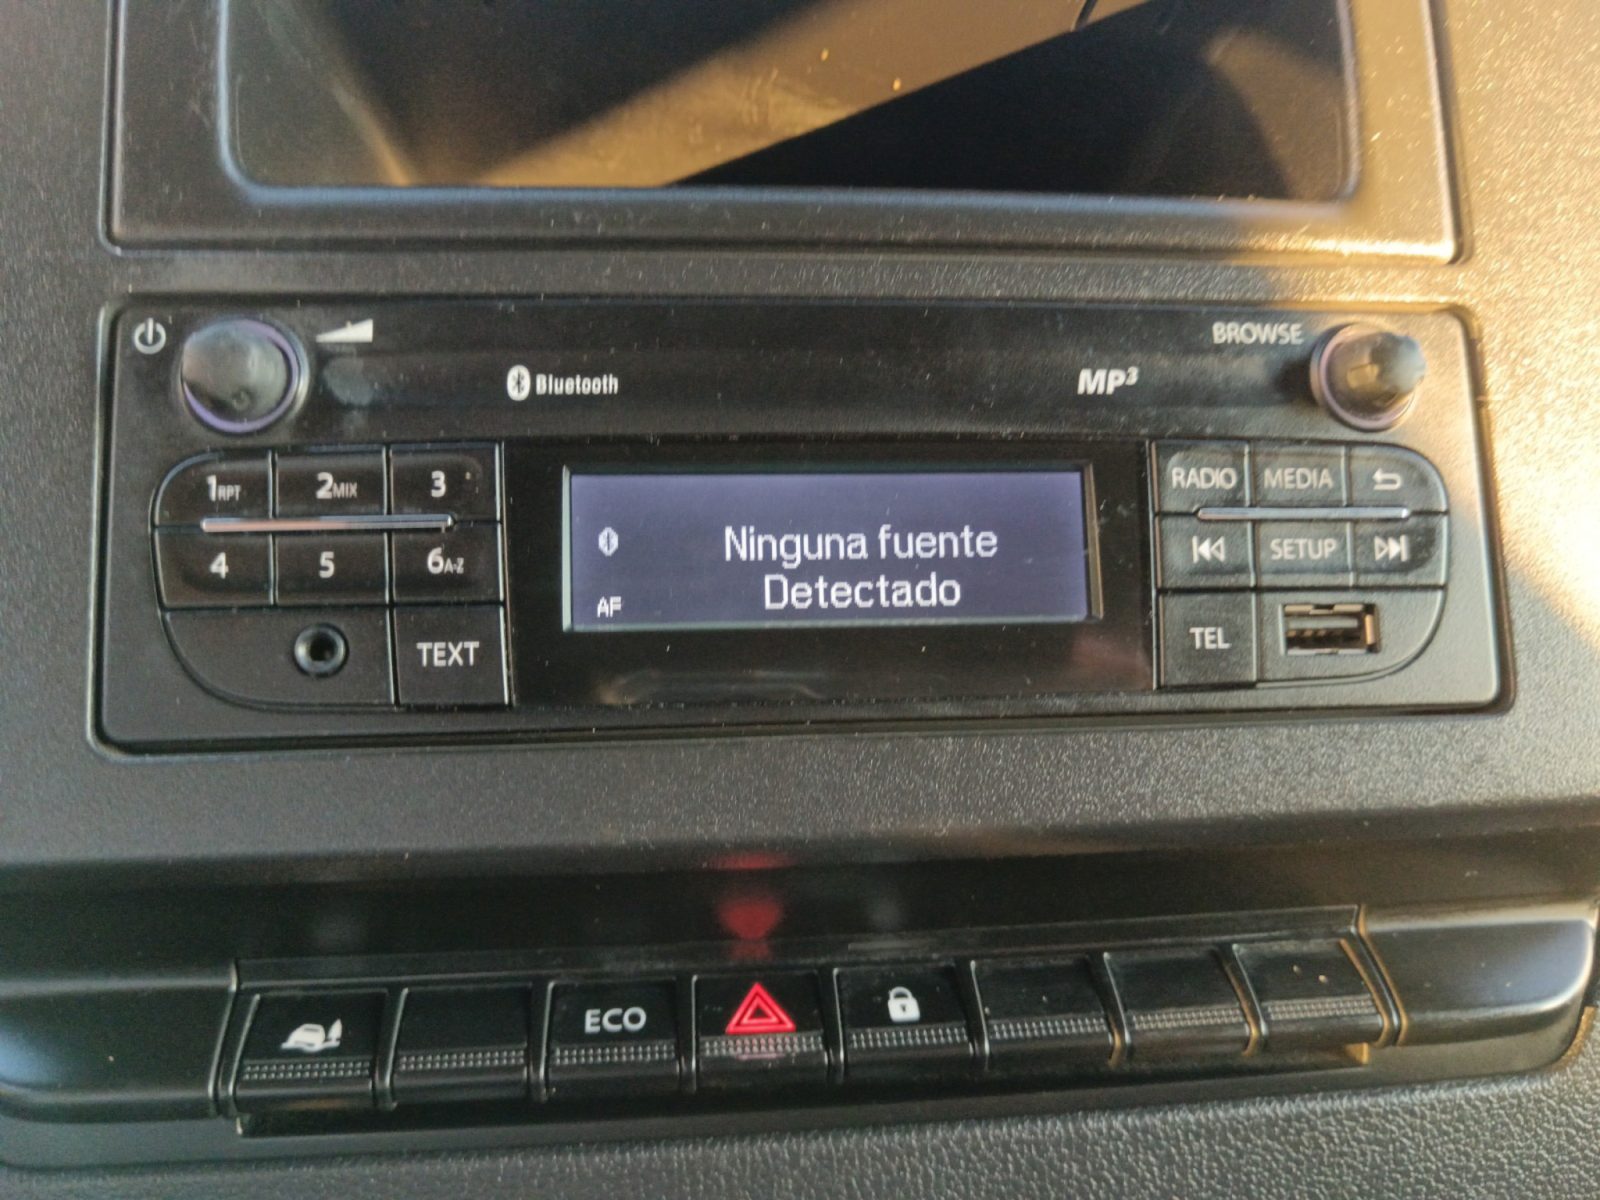 BROWSE
Bluetooth
MP3
1RPT
2MIX
3
RADIO
MEDIA
Ninguna fuente
Detectado
4
5
6A-Z
SETUP
AF
TEXT
TEL
ECO